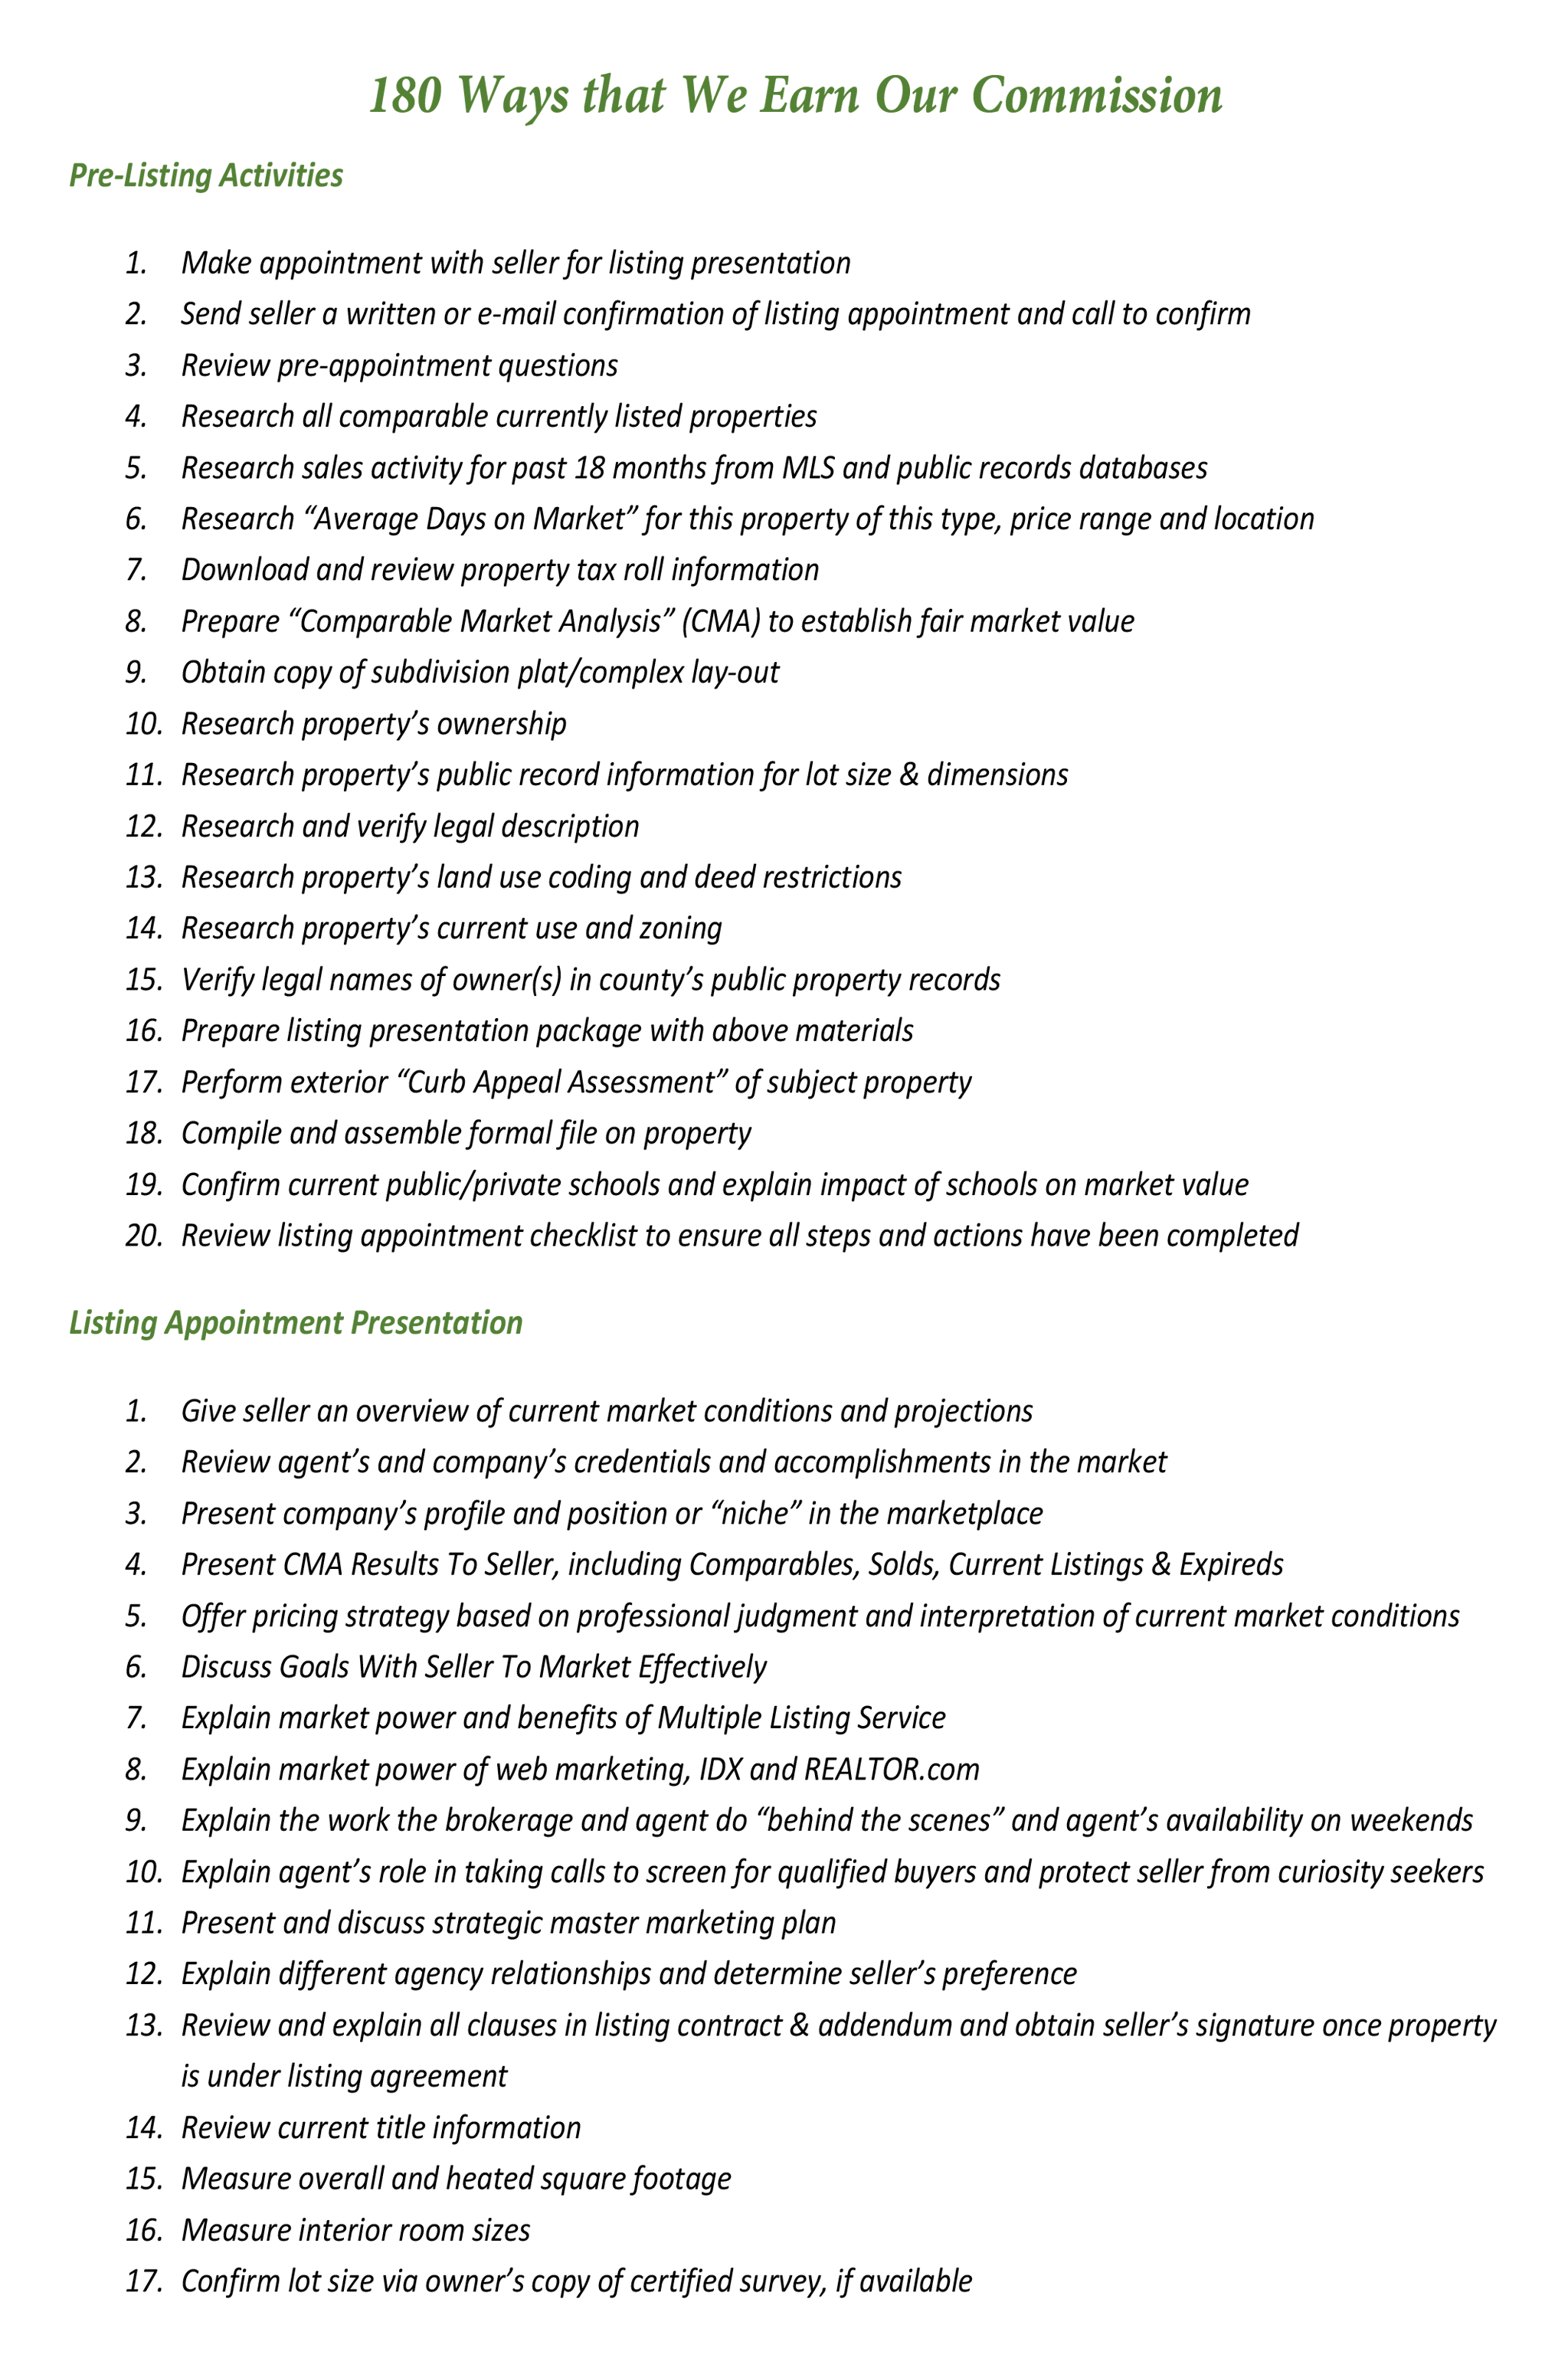 180 Ways that We Earn Our Commission
Pre-Listing Activities
1. Make appointment with seller for listing presentation
2. Send seller a written or e-mail confirmation of listing appointment and call to confirm
3. Review pre-appointment questions
4. Research all comparable currently listed properties
5. Research sales activity for past 18 months from MLS and public records databases
6. Research “Average Days on Market” for this property of this type, price range and location
7. Download and review property tax roll information
8. Prepare “Comparable Market Analysis” (CMA) to establish fair market value
9. Obtain copy of subdivision plat/complex lay-out
10. Research property’s ownership
11. Research property’s public record information for lot size & dimensions
12. Research and verify legal description
13. Research property’s land use coding and deed restrictions
14. Research property’s current use and zoning
15. Verify legal names of owner(s) in county’s public property records
16. Prepare listing presentation package with above materials
17. Perform exterior “Curb Appeal Assessment” of subject property
18. Compile and assemble formal file on property
19. Confirm current public/private schools and explain impact of schools on market value
20. Review listing appointment checklist to ensure all steps and actions have been completed
Listing Appointment Presentation
1. Give seller an overview of current market conditions and projections
2. Review agent’s and company’s credentials and accomplishments in the market
3. Present company’s profile and position or “niche” in the marketplace
4. Present CMA Results To Seller, including Comparables, Solds, Current Listings & Expireds
5. Offer pricing strategy based on professional judgment and interpretation of current market conditions
6. Discuss Goals With Seller To Market Effectively
7. Explain market power and benefits of Multiple Listing Service
8. Explain market power of web marketing, IDX and REALTOR.com
9. Explain the work the brokerage and agent do “behind the scenes” and agent’s availability on weekends
10. Explain agent’s role in taking calls to screen for qualified buyers and protect seller from curiosity seekers
11. Present and discuss strategic master marketing plan
12. Explain different agency relationships and determine seller’s preference
13. Review and explain all clauses in listing contract & addendum and obtain seller’s signature once property
is under listing agreement
14. Review current title information
15. Measure overall and heated square footage
16. Measure interior room sizes
17. Confirm lot size via owner’s copy of certified survey, if available